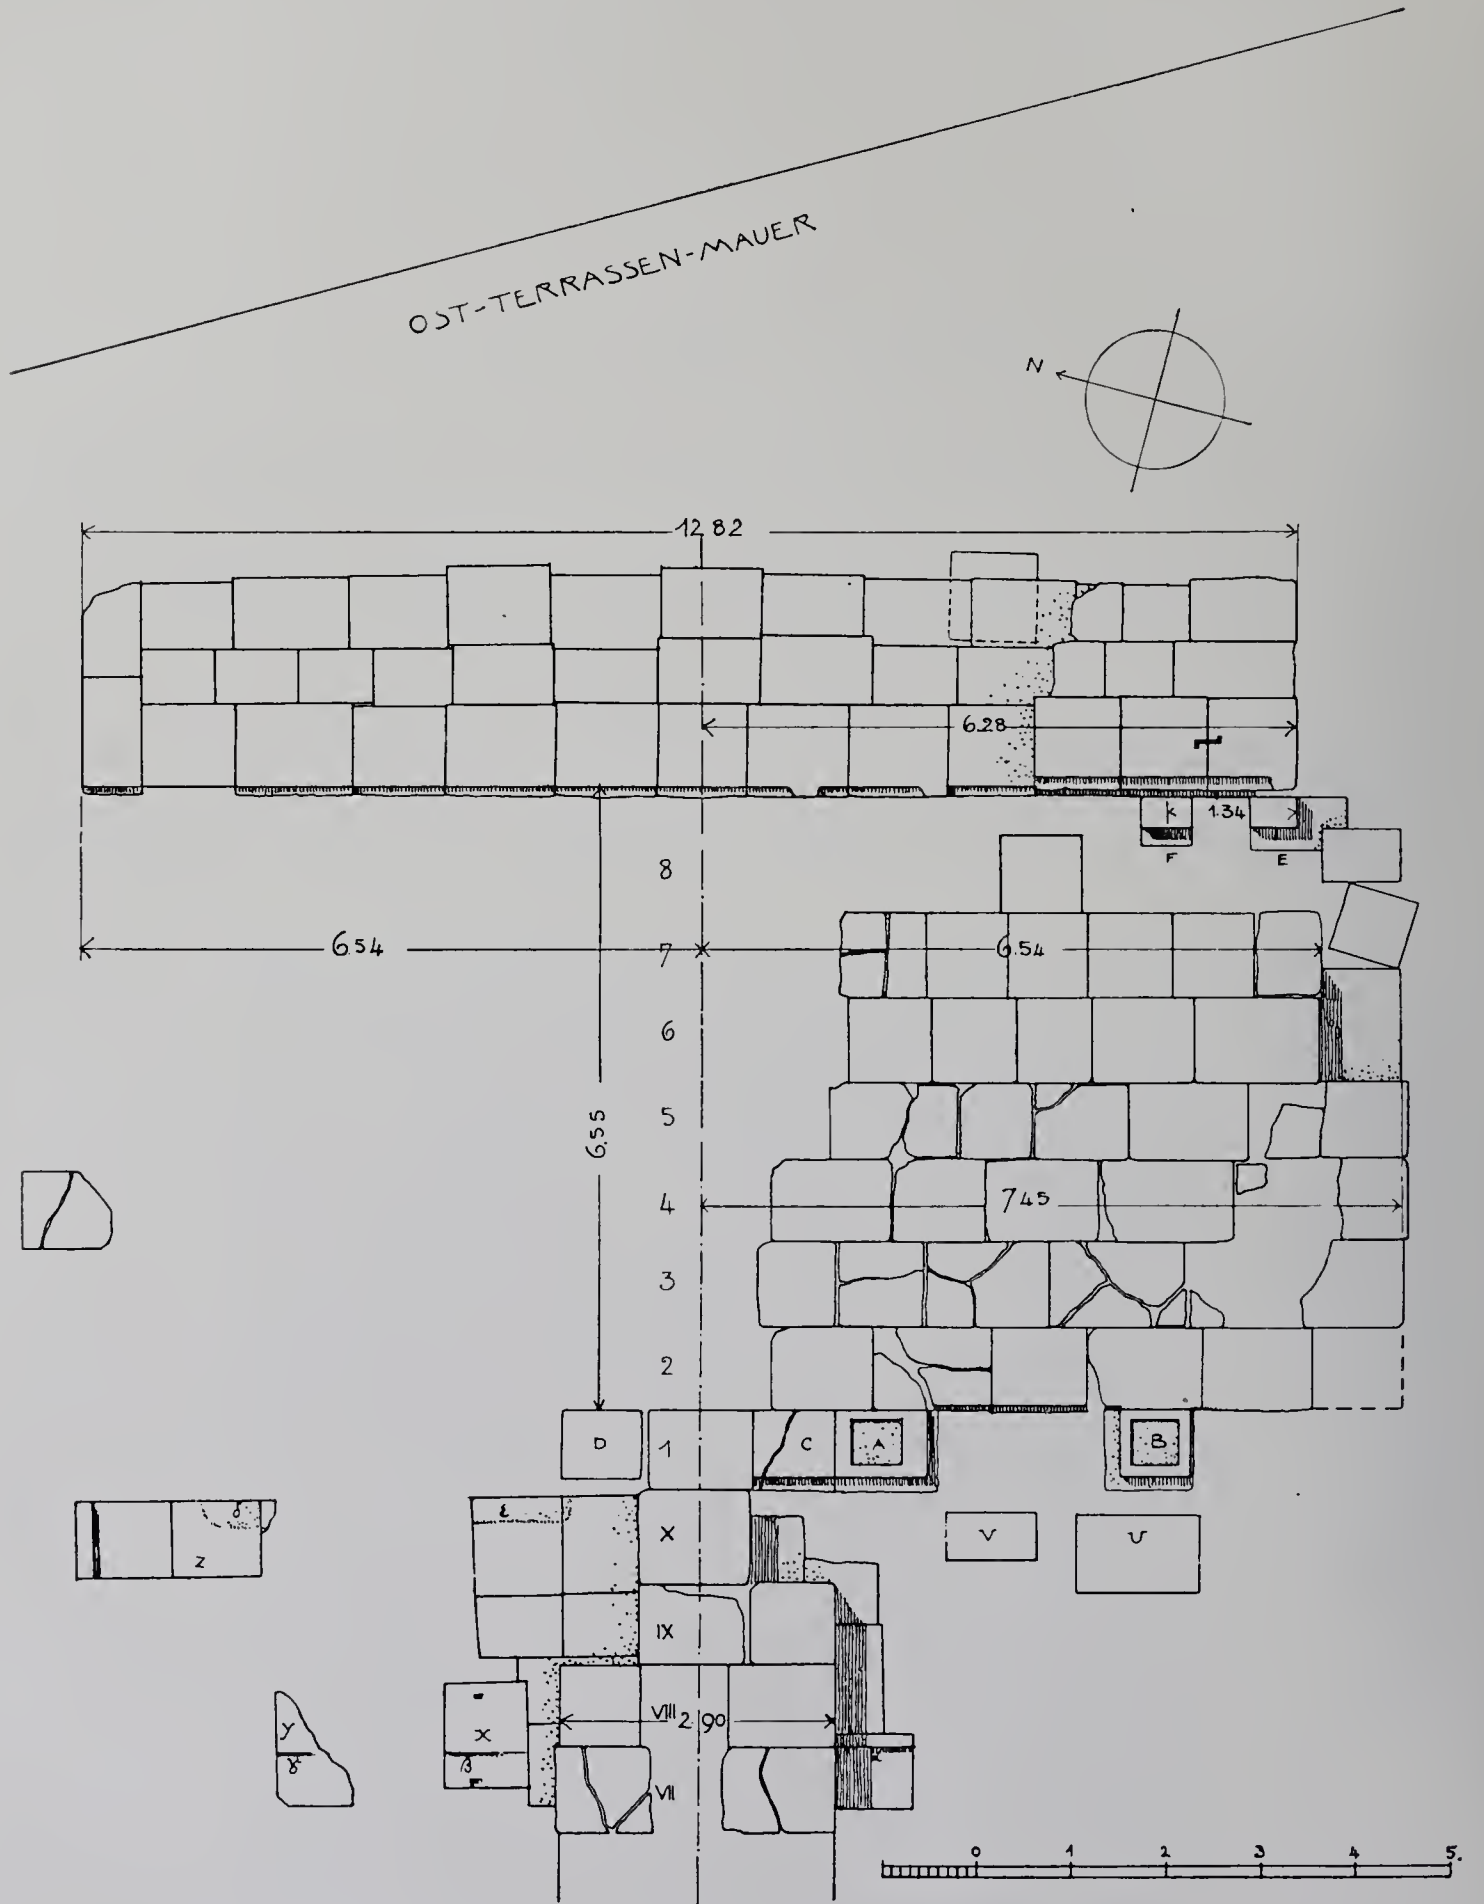 OST-TERRASSEN-MAUER
N
12.82
6.28
1.34
F
E
8
6.54
7
6.54
6
5
6.55
7.45
4
3
2
D
1
C
A
B
ε
δ
X
V
U
Z
IX
VIII
2.90
γ
X
γ
β
α
VII
0 1 2 3 4 5.